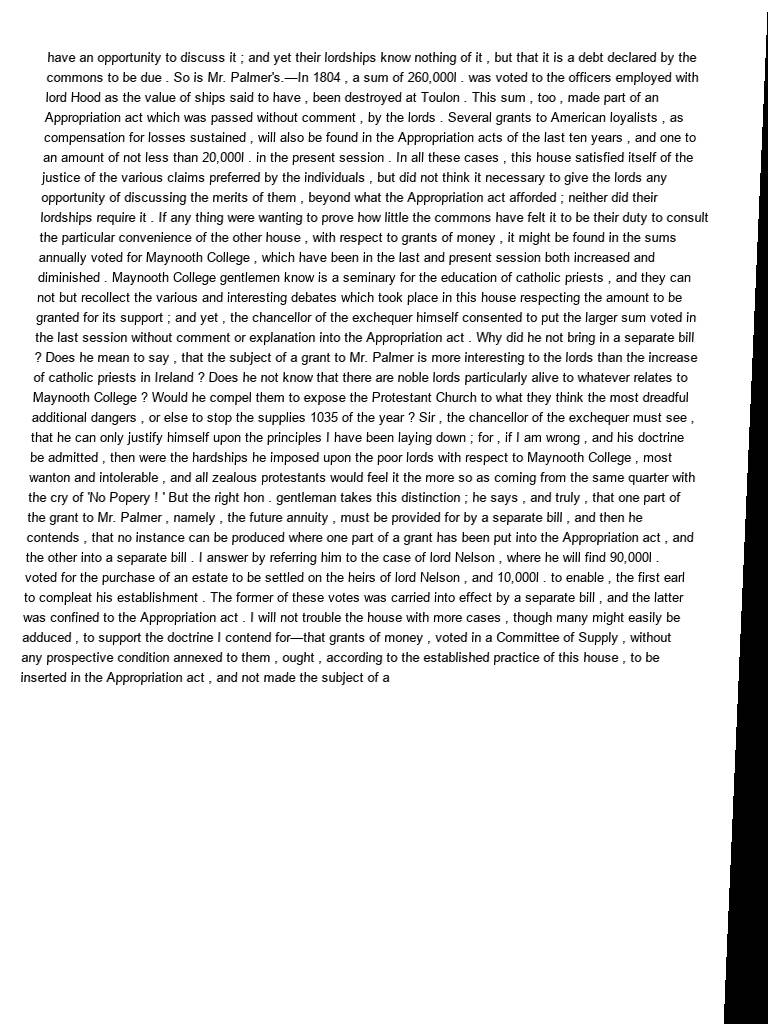 have an opportunity to discuss it ; and yet their lordships know nothing of it , but that it is a debt declared by the
commons to be due . So is Mr. Palmer's.—In 1804 , a sum of 260,000l . was voted to the officers employed with
lord Hood as the value of ships said to have , been destroyed at Toulon . This sum , too , made part of an
Appropriation act which was passed without comment , by the lords . Several grants to American loyalists , as
compensation for losses sustained , will also be found in the Appropriation acts of the last ten years , and one to
an amount of not less than 20,000l . in the present session . In all these cases , this house satisfied itself of the
justice of the various claims preferred by the individuals , but did not think it necessary to give the lords any
opportunity of discussing the merits of them , beyond what the Appropriation act afforded ; neither did their
lordships require it . If any thing were wanting to prove how little the commons have felt it to be their duty to consult
the particular convenience of the other house , with respect to grants of money , it might be found in the sums
annually voted for Maynooth College , which have been in the last and present session both increased and
diminished . Maynooth College gentlemen know is a seminary for the education of catholic priests , and they can
not but recollect the various and interesting debates which took place in this house respecting the amount to be
granted for its support ; and yet , the chancellor of the exchequer himself consented to put the larger sum voted in
the last session without comment or explanation into the Appropriation act . Why did he not bring in a separate bill
? Does he mean to say , that the subject of a grant to Mr. Palmer is more interesting to the lords than the increase
of catholic priests in Ireland ? Does he not know that there are noble lords particularly alive to whatever relates to
Maynooth College ? Would he compel them to expose the Protestant Church to what they think the most dreadful
additional dangers , or else to stop the supplies 1035 of the year ? Sir , the chancellor of the exchequer must see ,
that he can only justify himself upon the principles I have been laying down ; for , if I am wrong , and his doctrine
be admitted , then were the hardships he imposed upon the poor lords with respect to Maynooth College , most
wanton and intolerable , and all zealous protestants would feel it the more so as coming from the same quarter with
the cry of 'No Popery ! ' But the right hon . gentleman takes this distinction ; he says , and truly , that one part of
the grant to Mr. Palmer , namely , the future annuity , must be provided for by a separate bill , and then he
contends , that no instance can be produced where one part of a grant has been put into the Appropriation act , and
the other into a separate bill . I answer by referring him to the case of lord Nelson , where he will find 90,000l .
voted for the purchase of an estate to be settled on the heirs of lord Nelson , and 10,000l . to enable , the first earl
to compleat his establishment . The former of these votes was carried into effect by a separate bill , and the latter
was confined to the Appropriation act . I will not trouble the house with more cases , though many might easily be
adduced , to support the doctrine I contend for—that grants of money , voted in a Committee of Supply , without
any prospective condition annexed to them , ought , according to the established practice of this house , to be
inserted in the Appropriation act , and not made the subject of a